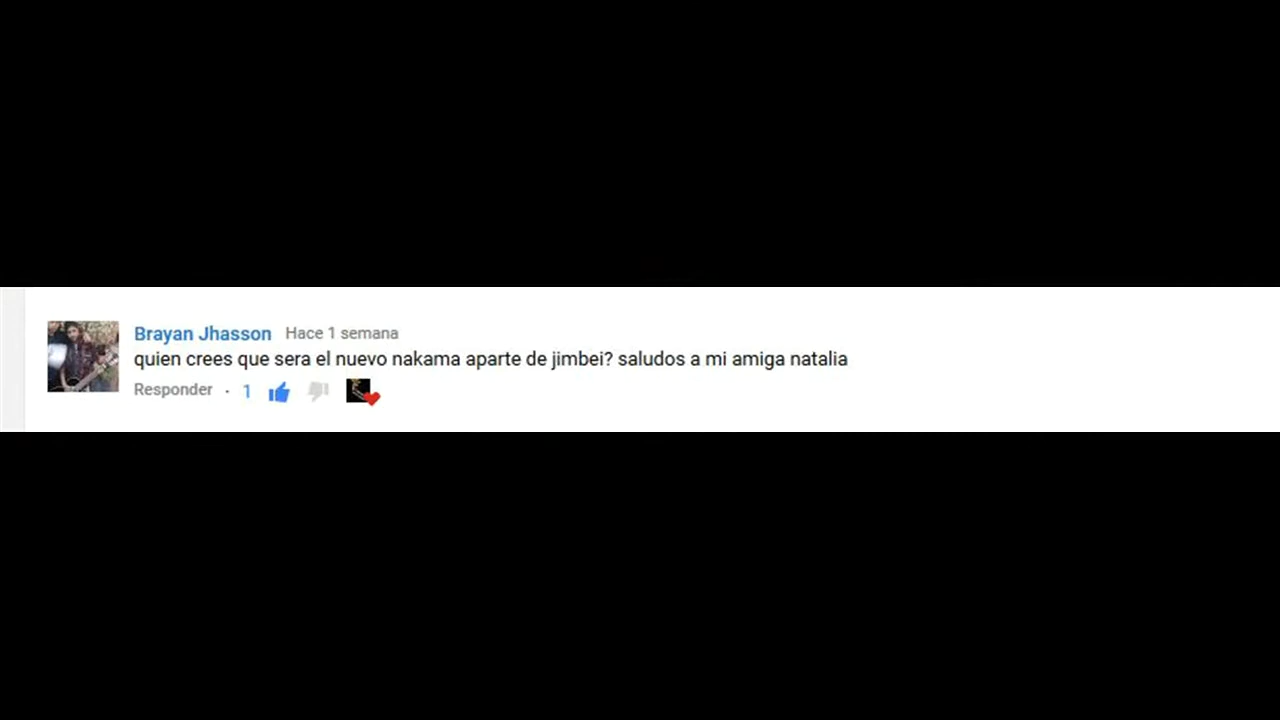 Brayan Jhasson Hace 1 semana
quien crees que sera el nuevo nakama aparte de jimbei? saludos a mi amiga natalia
Responder · 1